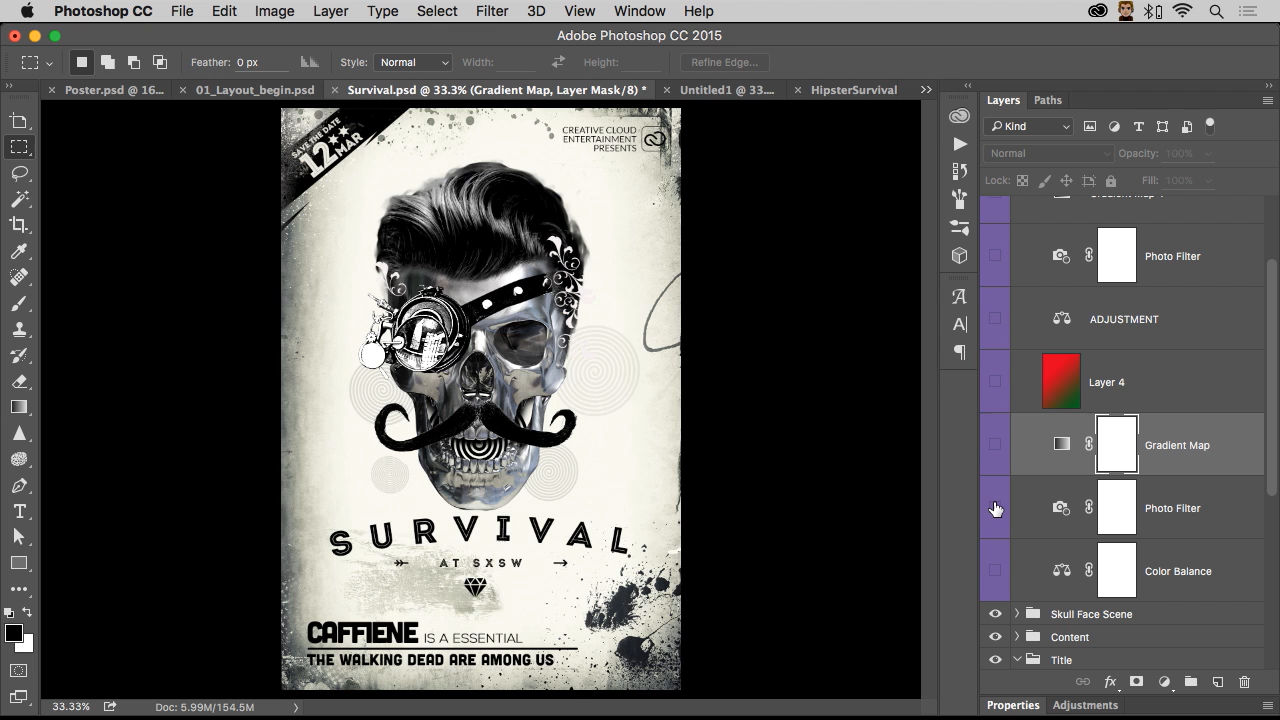 Photoshop CC File Edit Image Layer Type Select Filter 3D View Window Help
Adobe Photoshop CC 2015
Feather: 0 px Style: Normal Width: Height: Refine Edge...
Poster.psd @ 16... 01_Layout_begin.psd Survival.psd @ 33.3% (Gradient Map, Layer Mask/8) * Untitled1 @ 33.... HipsterSurvival
SAVE THE DATE
12 MAR
CREATIVE CLOUD
ENTERTAINMENT
PRESENTS
SURVIVAL
AT SXSW
CAFFIENE IS A ESSENTIAL
THE WALKING DEAD ARE AMONG US
33.33% Doc: 5.99M/154.5M
Layers Paths
Kind
Normal Opacity: 100%
Lock: Fill: 100%
Photo Filter
ADJUSTMENT
Layer 4
Gradient Map
Photo Filter
Color Balance
Skull Face Scene
Content
Title
fx
Properties Adjustments